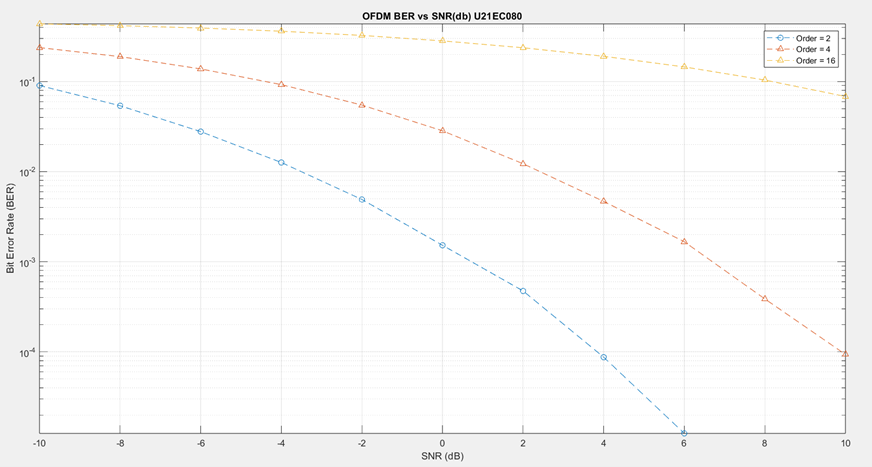 OFDM BER vs SNR(db) U21EC080
Order = 2
Order = 4
Order = 16
Bit Error Rate (BER)
10-1
10-2
10-3
10-4
-10 -8 -6 -4 -2 0 2 4 6 8 10
SNR (dB)